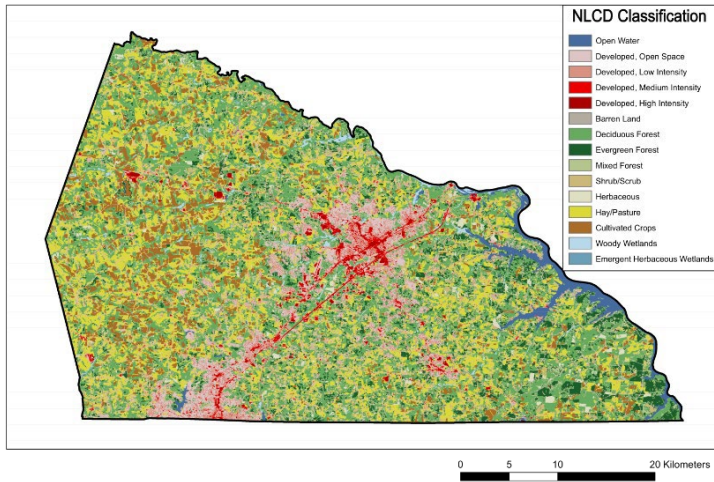 NLCD Classification
Open Water
Developed, Open Space
Developed, Low Intensity
Developed, Medium Intensity
Developed, High Intensity
Barren Land
Deciduous Forest
Evergreen Forest
Mixed Forest
Shrub/Scrub
Herbaceous
Hay/Pasture
Cultivated Crops
Woody Wetlands
Emergent Herbaceous Wetlands
0 5 10 20 Kilometers